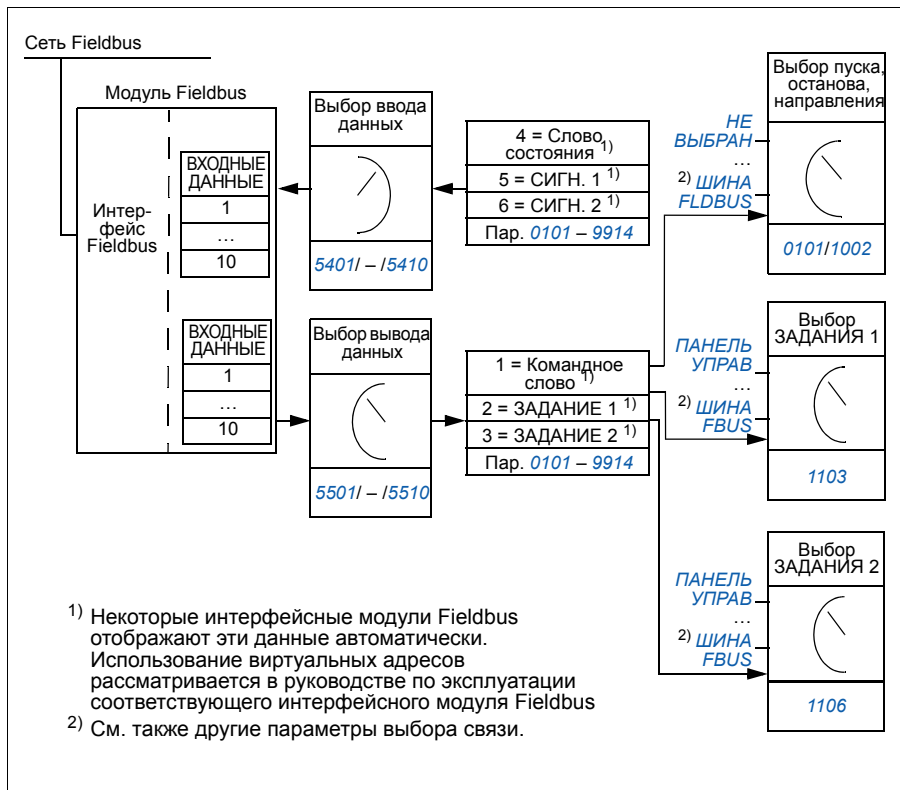 Сеть Fieldbus
Модуль Fieldbus
Интер-
фейс
Fieldbus
ВХОДНЫЕ
ДАННЫЕ
1
…
10
ВХОДНЫЕ
ДАННЫЕ
1
…
10
Выбор ввода
данных
5401/ – /5410
Выбор вывода
данных
5501/ – /5510
4 = Слово
состояния 1)
5 = СИГН. 1 1)
6 = СИГН. 2 1)
Пар. 0101 – 9914
1 = Командное
слово 1)
2 = ЗАДАНИЕ 1 1)
3 = ЗАДАНИЕ 2 1)
Пар. 0101 – 9914
Выбор пуска,
останова,
направления
НЕ
ВЫБРАН
…
2) ШИНА
FLDBUS
0101/1002
Выбор
ЗАДАНИЯ 1
ПАНЕЛЬ
УПРАВ
…
2) ШИНА
FBUS
1103
Выбор
ЗАДАНИЯ 2
ПАНЕЛЬ
УПРАВ
…
2) ШИНА
FBUS
1106
1) Некоторые интерфейсные модули Fieldbus
отображают эти данные автоматически.
Использование виртуальных адресов
рассматривается в руководстве по эксплуатации
соответствующего интерфейсного модуля Fieldbus
2) См. также другие параметры выбора связи.